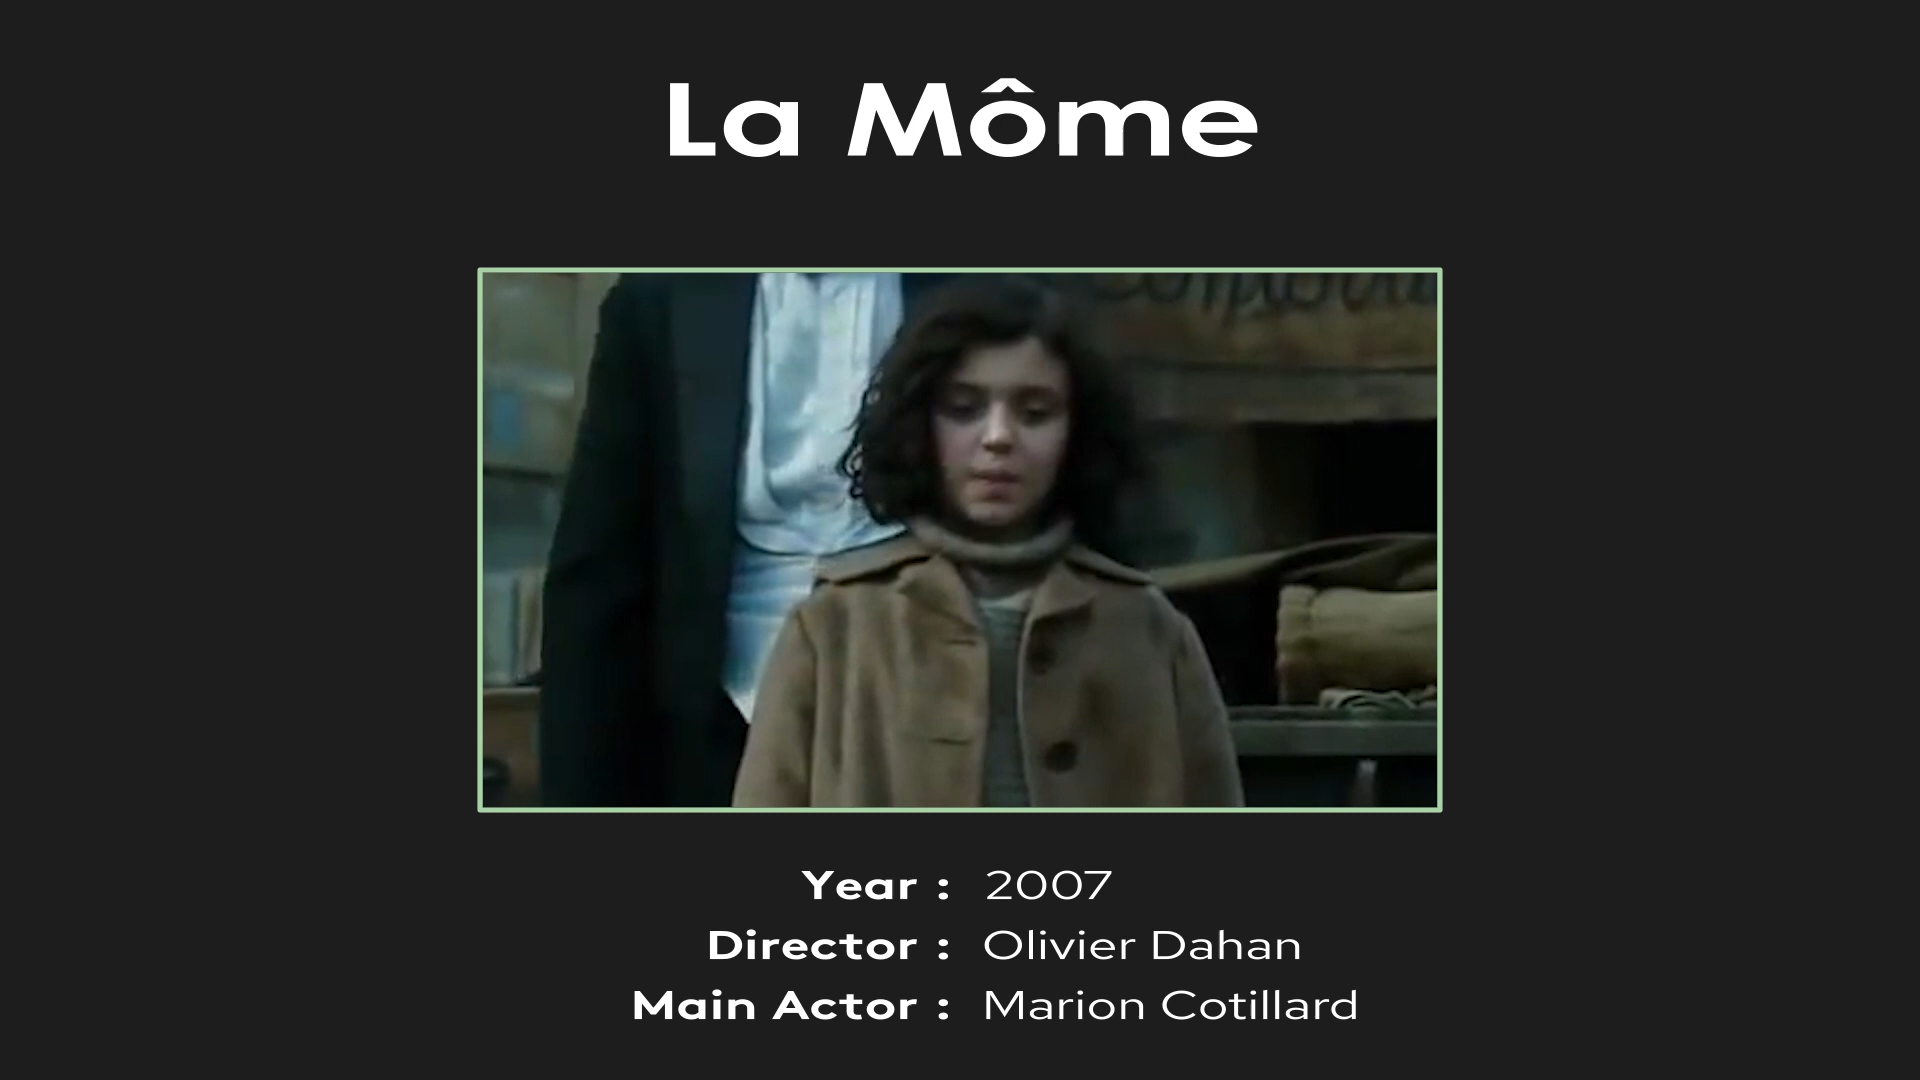 La Môme
Year : 2007
Director : Olivier Dahan
Main Actor : Marion Cotillard